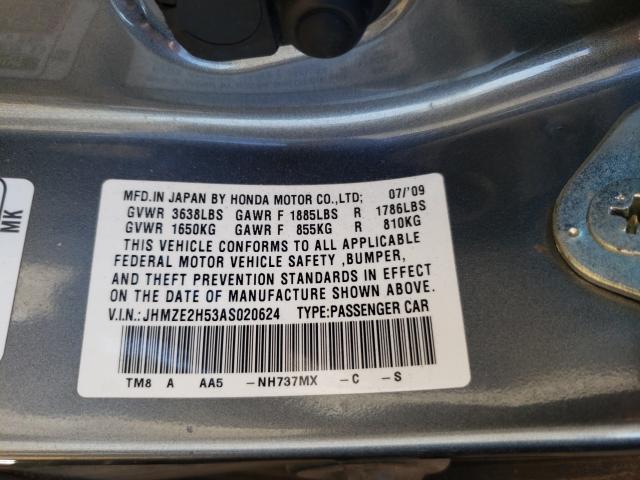 MFD.IN JAPAN BY HONDA MOTOR CO.,LTD; 07/'09
GVWR 3638LBS GAWR F 1885LBS R 1786LBS
GVWR 1650KG GAWR F 855KG R 810KG
THIS VEHICLE CONFORMS TO ALL APPLICABLE
FEDERAL MOTOR VEHICLE SAFETY ,BUMPER,
AND THEFT PREVENTION STANDARDS IN EFFECT
ON THE DATE OF MANUFACTURE SHOWN ABOVE.
V.I.N.:JHMZE2H53AS020624 TYPE:PASSENGER CAR
TM8 A AA5 -NH737MX -C -S
MK